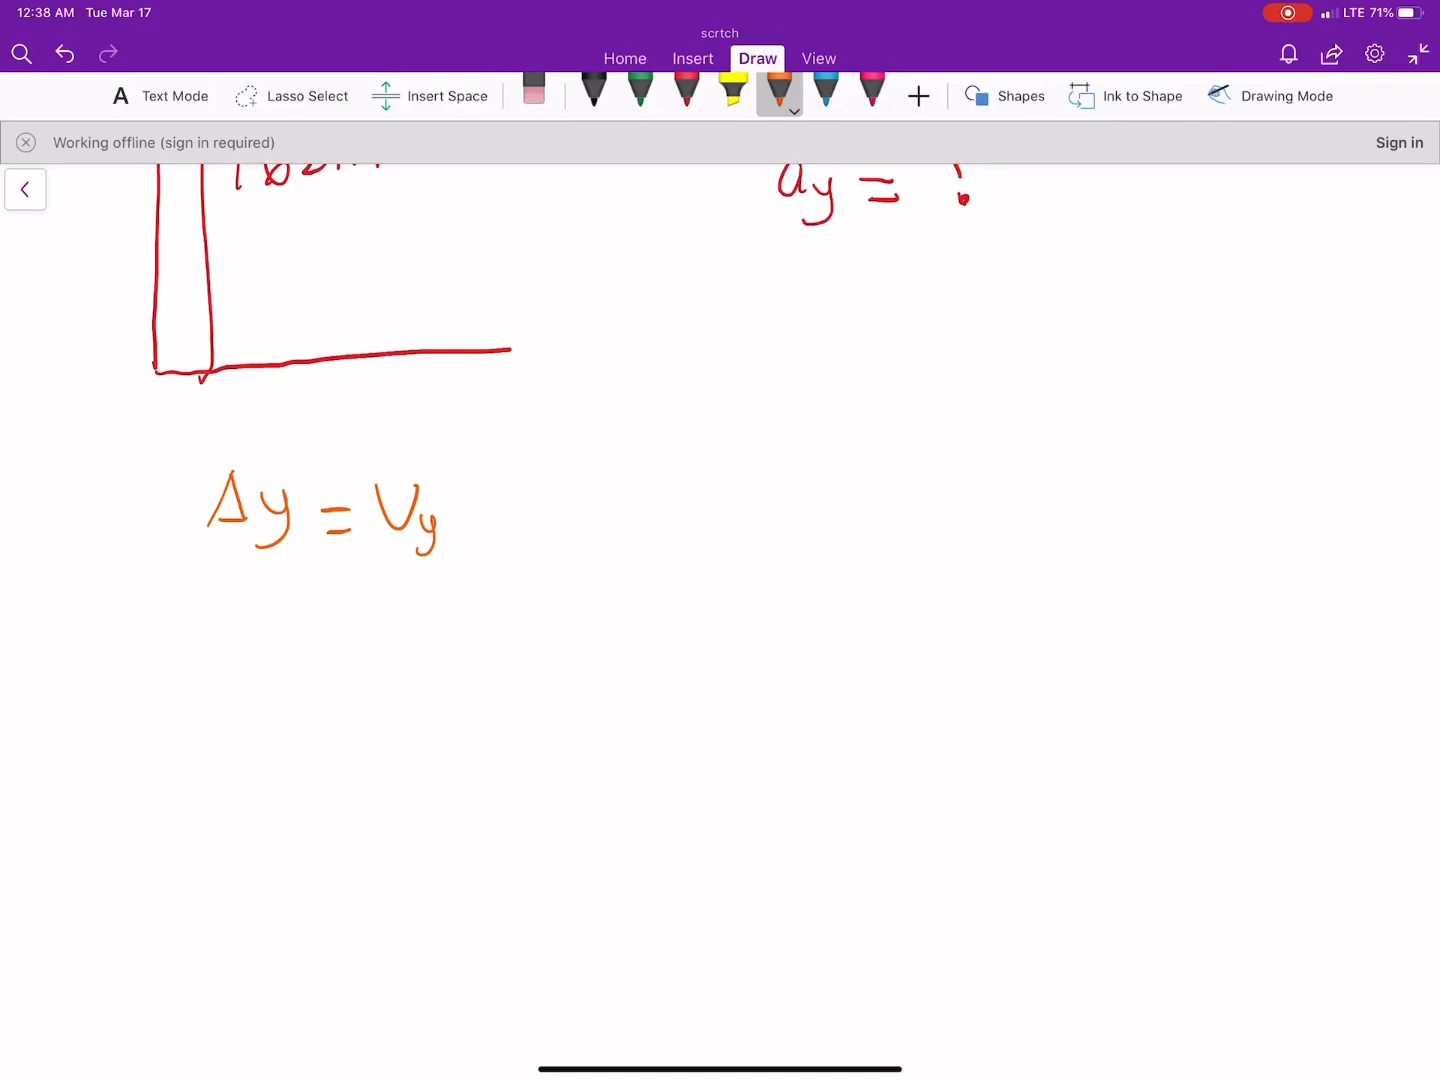 12:38 AM Tue Mar 17
LTE 71%
scrtch
Home Insert Draw View
A Text Mode Lasso Select Insert Space Shapes Ink to Shape Drawing Mode
Working offline (sign in required) Sign in
ay = ?
Δy = Vy